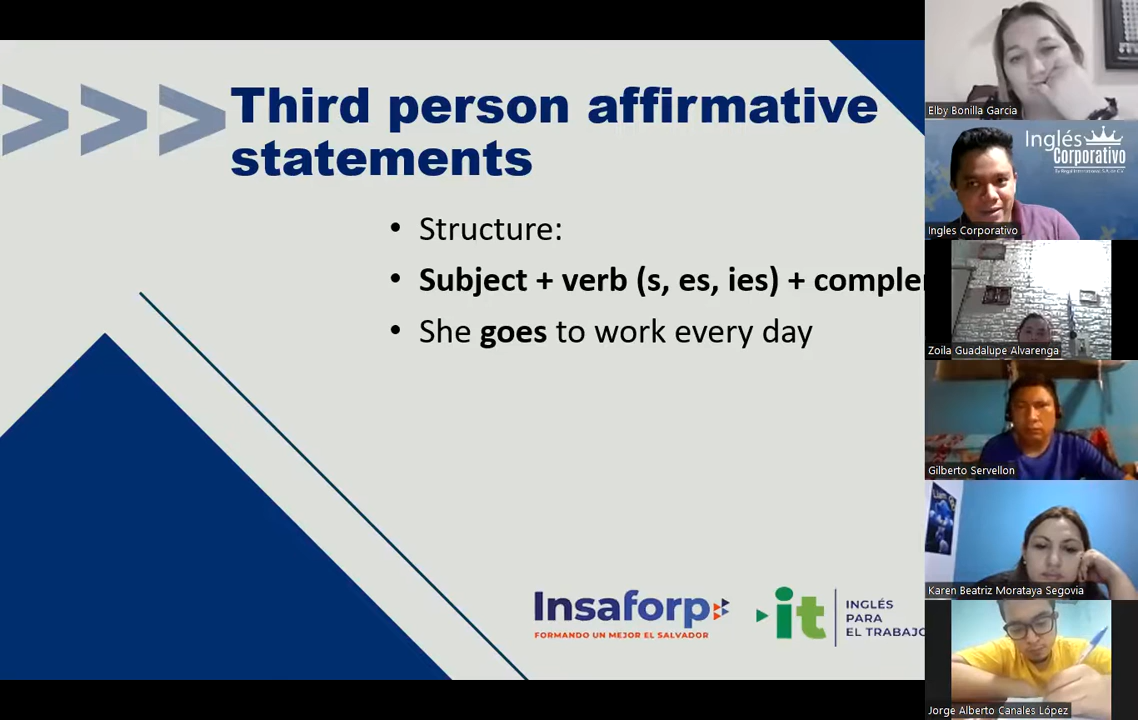 Third person affirmative
statements
• Structure:
• Subject + verb (s, es, ies) + comple
• She goes to work every day
Insaforp
FORMANDO UN MEJOR EL SALVADOR
it
INGLÉS
PARA
EL TRABAJO
Elby Bonilla Garcia
Inglés
Corporativo
Ingles Corporativo
Zoila Guadalupe Alvarenga
Gilberto Servellon
Karen Beatriz Morataya Segovia
Jorge Alberto Canales López